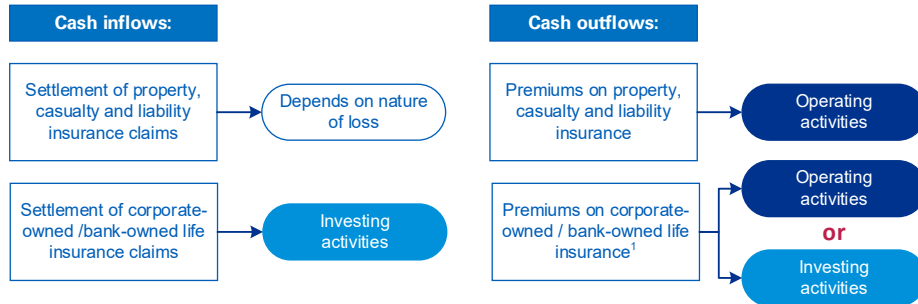 Cash inflows:
Settlement of property,
casualty and liability
insurance claims
Depends on nature
of loss
Settlement of corporate-
owned /bank-owned life
insurance claims
Investing
activities
Cash outflows:
Premiums on property,
casualty and liability
insurance
Operating
activities
Premiums on corporate-
owned / bank-owned life
insurance1
Operating
activities
or
Investing
activities